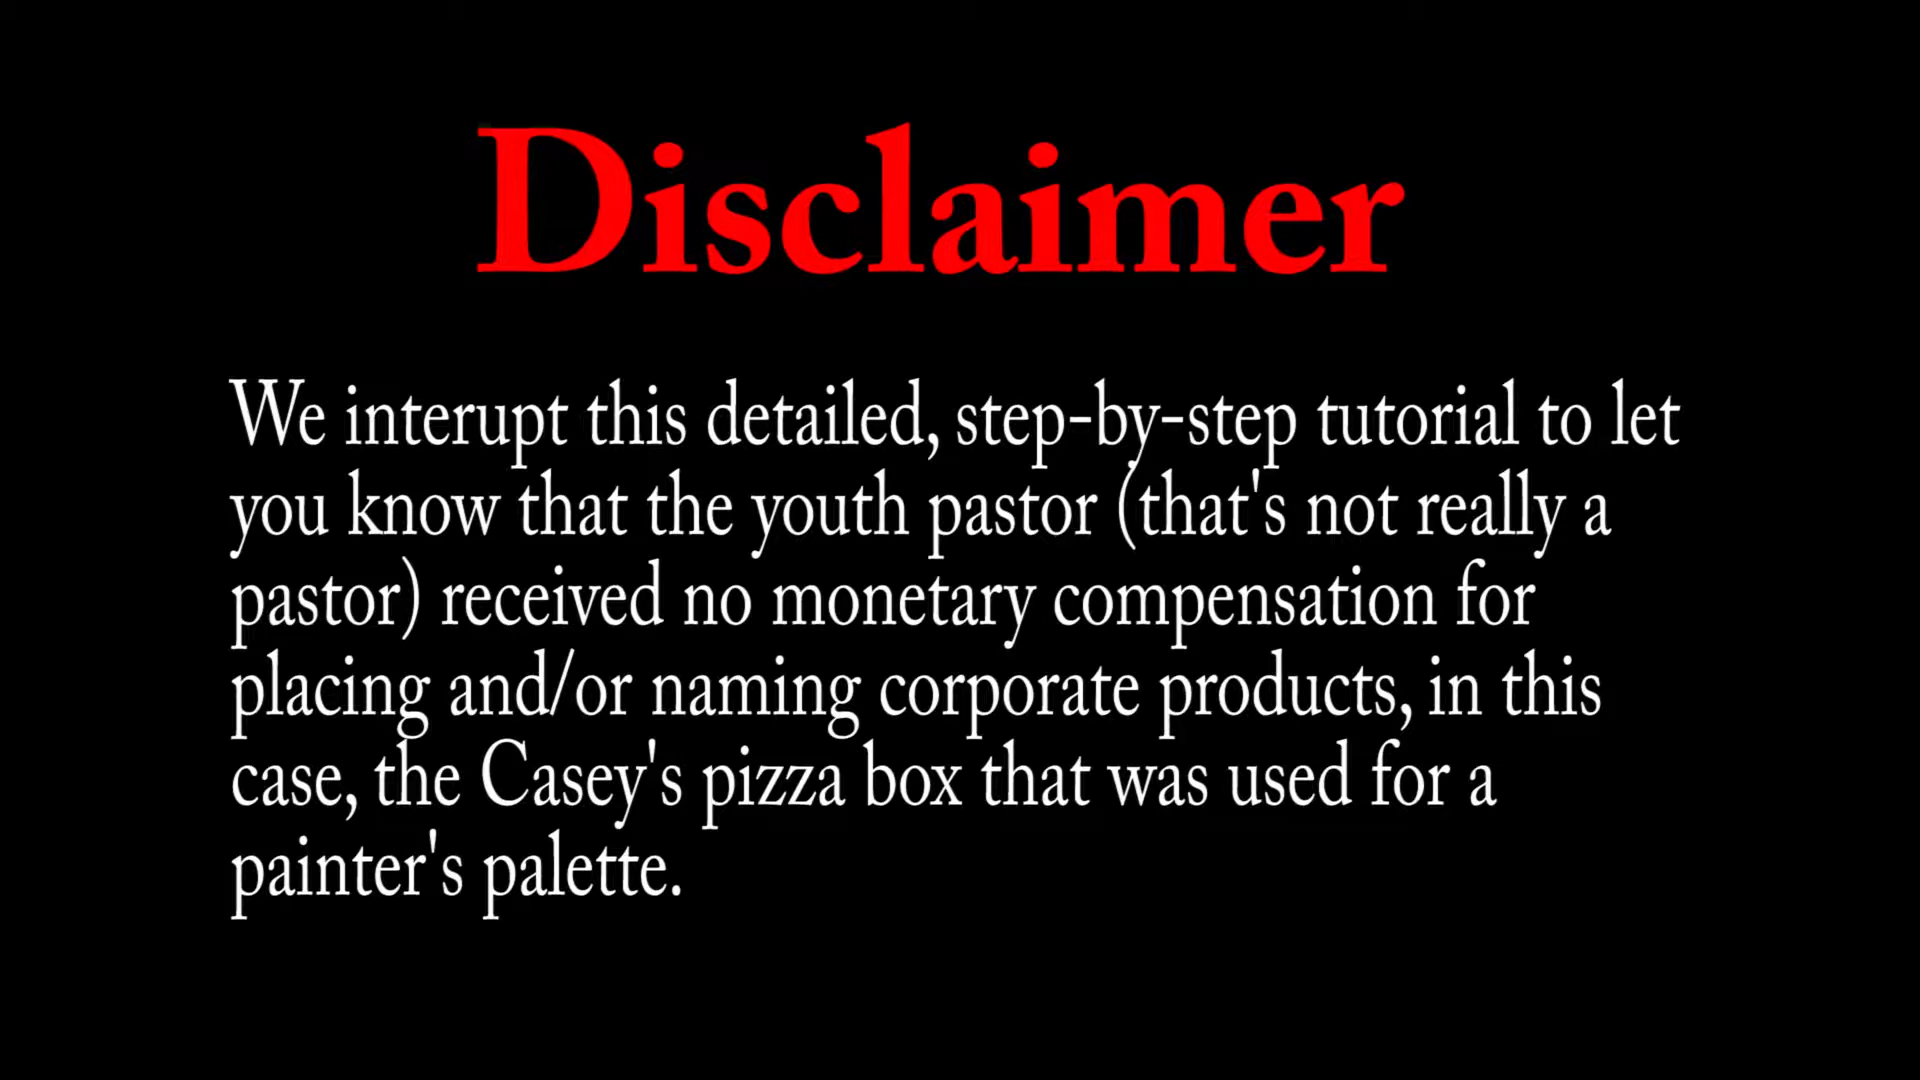 Disclaimer
We interupt this detailed, step-by-step tutorial to let
you know that the youth pastor (that's not really a
pastor) received no monetary compensation for
placing and/or naming corporate products, in this
case, the Casey's pizza box that was used for a
painter's palette.